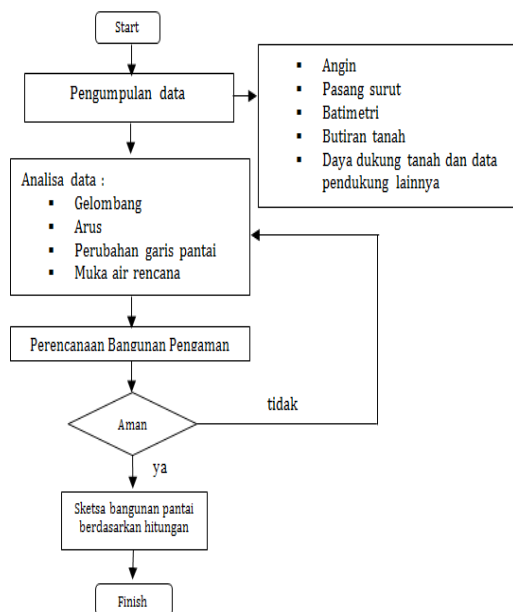 Start
Pengumpulan data
▪ Angin
▪ Pasang surut
▪ Batimetri
▪ Butiran tanah
▪ Daya dukung tanah dan data
pendukung lainnya
Analisa data :
▪ Gelombang
▪ Arus
▪ Perubahan garis pantai
▪ Muka air rencana
Perencanaan Bangunan Pengaman
Aman
tidak
ya
Sketsa bangunan pantai
berdasarkan hitungan
Finish